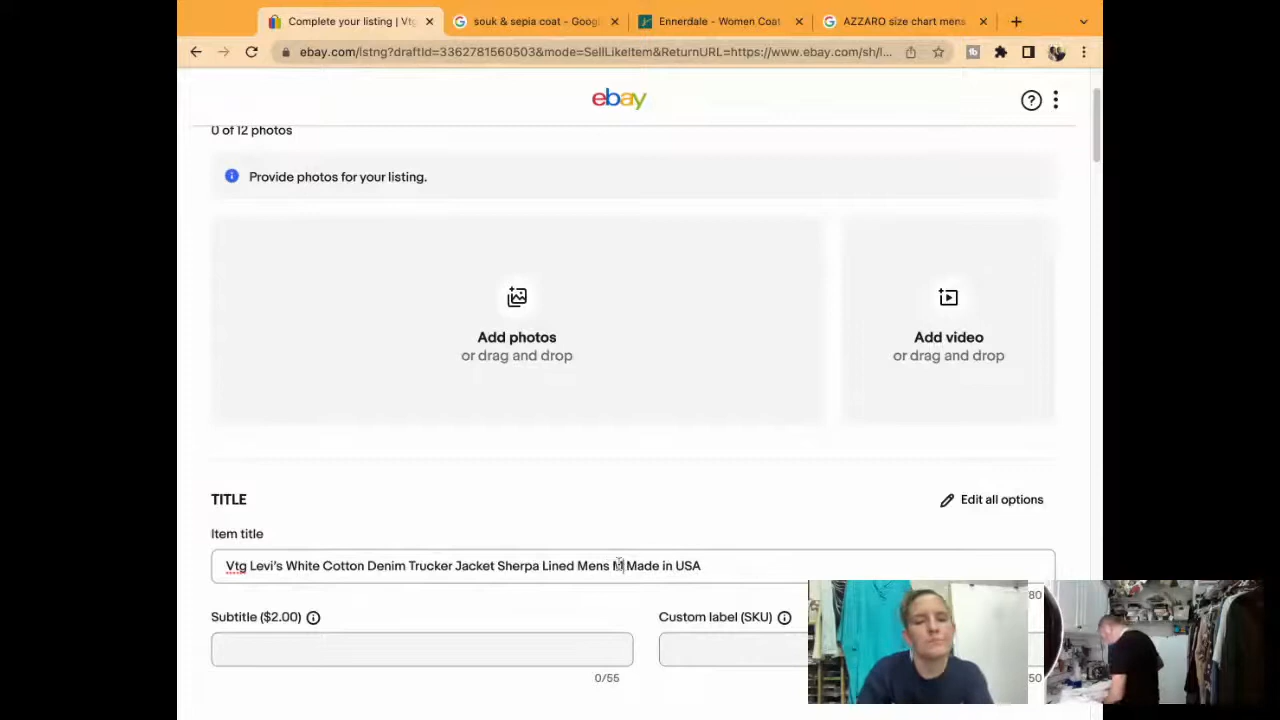 Complete your listing | Vtg
souk & sepia coat - Goog
Ennerdale - Women Coat
AZZARO size chart mens
ebay.com/lstng?draftId=3362781560503&mode=SellLikeItem&ReturnURL=https://www.ebay.com/sh/l...
ebay
0 of 12 photos
Provide photos for your listing.
Add photos
or drag and drop
Add video
or drag and drop
TITLE
Edit all options
Item title
Vtg Levi's White Cotton Denim Trucker Jacket Sherpa Lined Mens M Made in USA
80
Subtitle ($2.00)
Custom label (SKU)
0/55
50